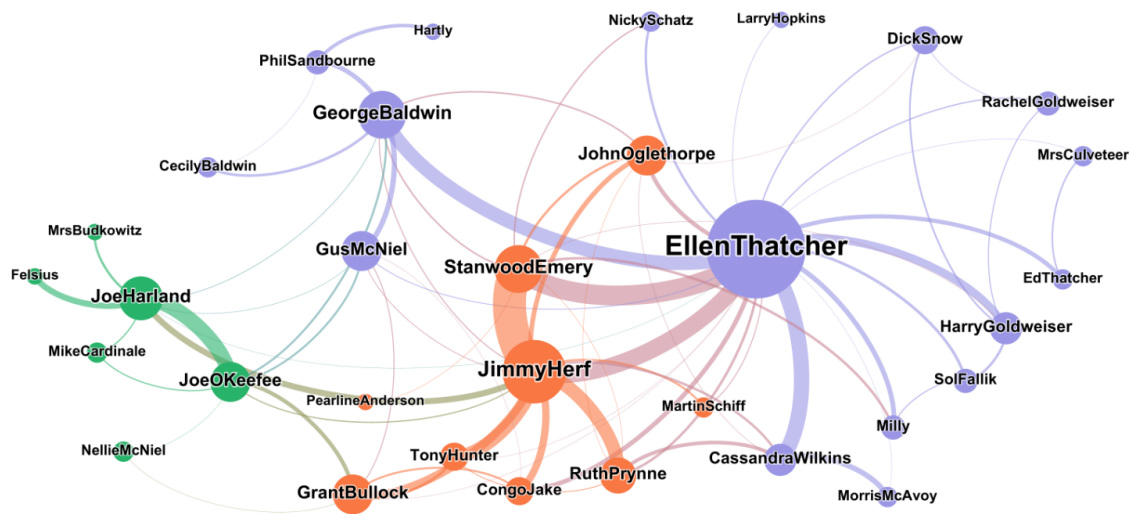 NickySchatz
LarryHopkins
Hartly
DickSnow
PhilSandbourne
RachelGoldweiser
GeorgeBaldwin
JohnOglethorpe
MrsCulveteer
CecilyBaldwin
MrsBudkowitz
GusMcNiel
EllenThatcher
StanwoodEmery
Felsius
EdThatcher
JoeHarland
HarryGoldweiser
MikeCardinale
JimmyHerf
JoeOKeefee
SolFallik
PearlineAnderson
MartinSchiff
Milly
NellieMcNiel
TonyHunter
CassandraWilkins
RuthPrynne
GrantBullock
CongoJake
MorrisMcAvoy